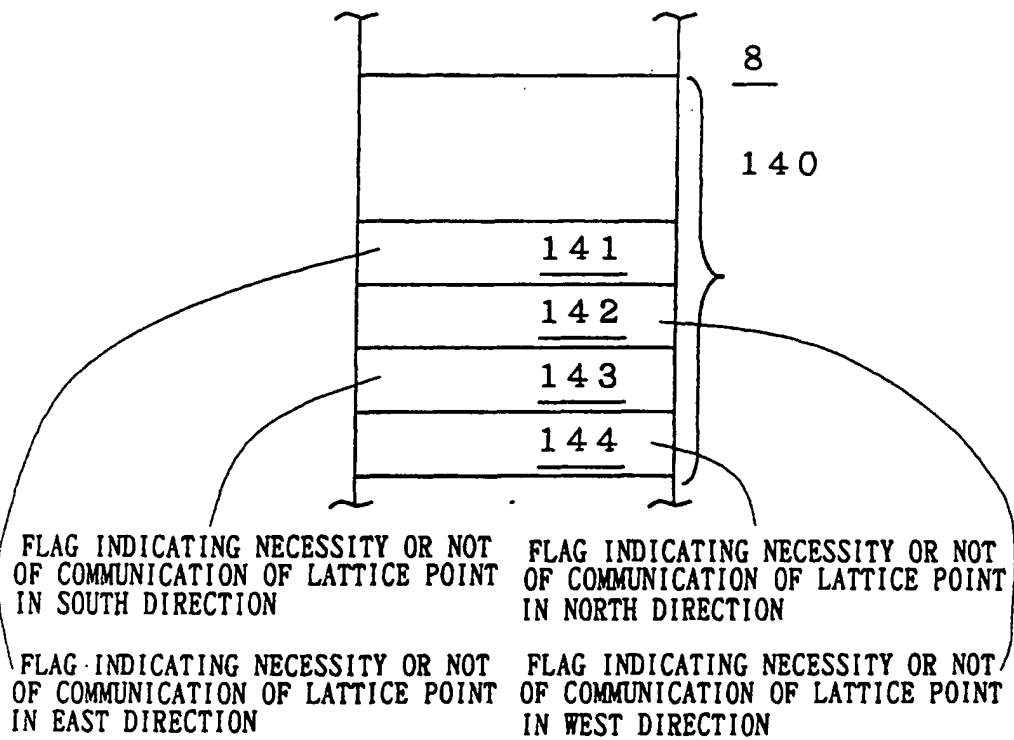 8
140
141
142
143
144
FLAG INDICATING NECESSITY OR NOT
OF COMMUNICATION OF LATTICE POINT
IN SOUTH DIRECTION
FLAG INDICATING NECESSITY OR NOT
OF COMMUNICATION OF LATTICE POINT
IN NORTH DIRECTION
FLAG INDICATING NECESSITY OR NOT
OF COMMUNICATION OF LATTICE POINT
IN EAST DIRECTION
FLAG INDICATING NECESSITY OR NOT
OF COMMUNICATION OF LATTICE POINT
IN WEST DIRECTION